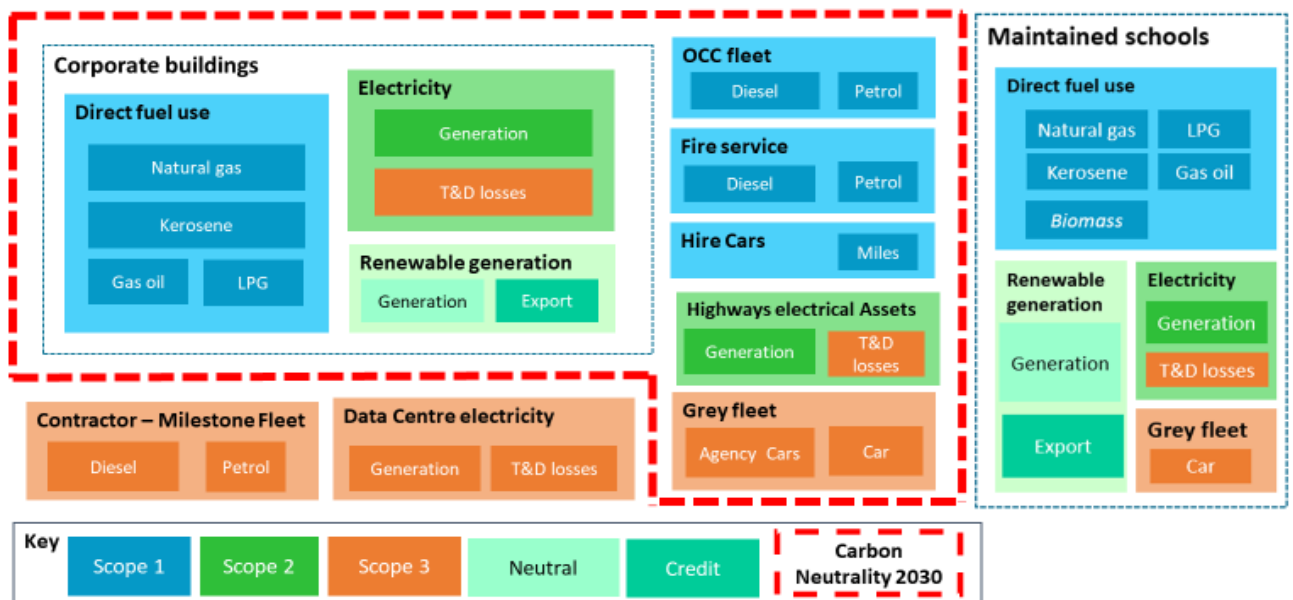 Corporate buildings
Direct fuel use
Natural gas
Kerosene
Gas oil
LPG
Electricity
Generation
T&D losses
Renewable generation
Generation
Export
OCC fleet
Diesel
Petrol
Fire service
Diesel
Petrol
Hire Cars
Miles
Highways electrical Assets
Generation
T&D
losses
Grey fleet
Agency Cars
Car
Contractor – Milestone Fleet
Diesel
Petrol
Data Centre electricity
Generation
T&D losses
Maintained schools
Direct fuel use
Natural gas
LPG
Kerosene
Gas oil
Biomass
Renewable
generation
Generation
Export
Electricity
Generation
T&D losses
Grey fleet
Car
Key
Scope 1
Scope 2
Scope 3
Neutral
Credit
Carbon
Neutrality 2030